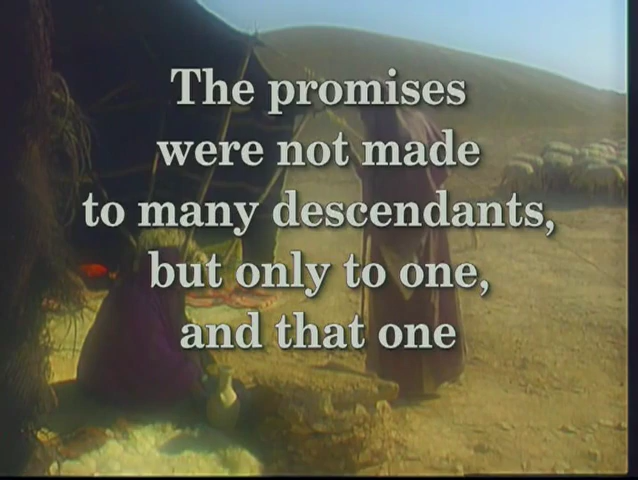 The promises
were not made
to many descendants,
but only to one,
and that one